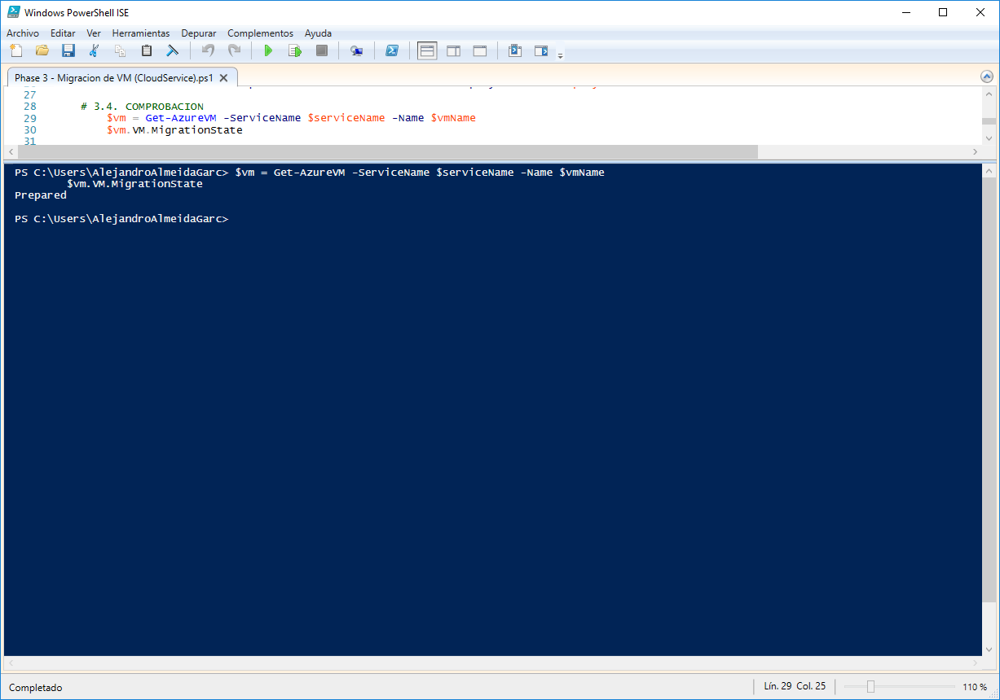 Windows PowerShell ISE
Archivo Editar Ver Herramientas Depurar Complementos Ayuda
Phase 3 - Migracion de VM (CloudService).ps1
27
28 # 3.4. COMPROBACION
29 $vm = Get-AzureVM -ServiceName $serviceName -Name $vmName
30 $vm.VM.MigrationState
31
PS C:\Users\AlejandroAlmeidaGarc> $vm = Get-AzureVM -ServiceName $serviceName -Name $vmName
$vm.VM.MigrationState
Prepared
PS C:\Users\AlejandroAlmeidaGarc>
Completado
Lín. 29 Col. 25
110 %